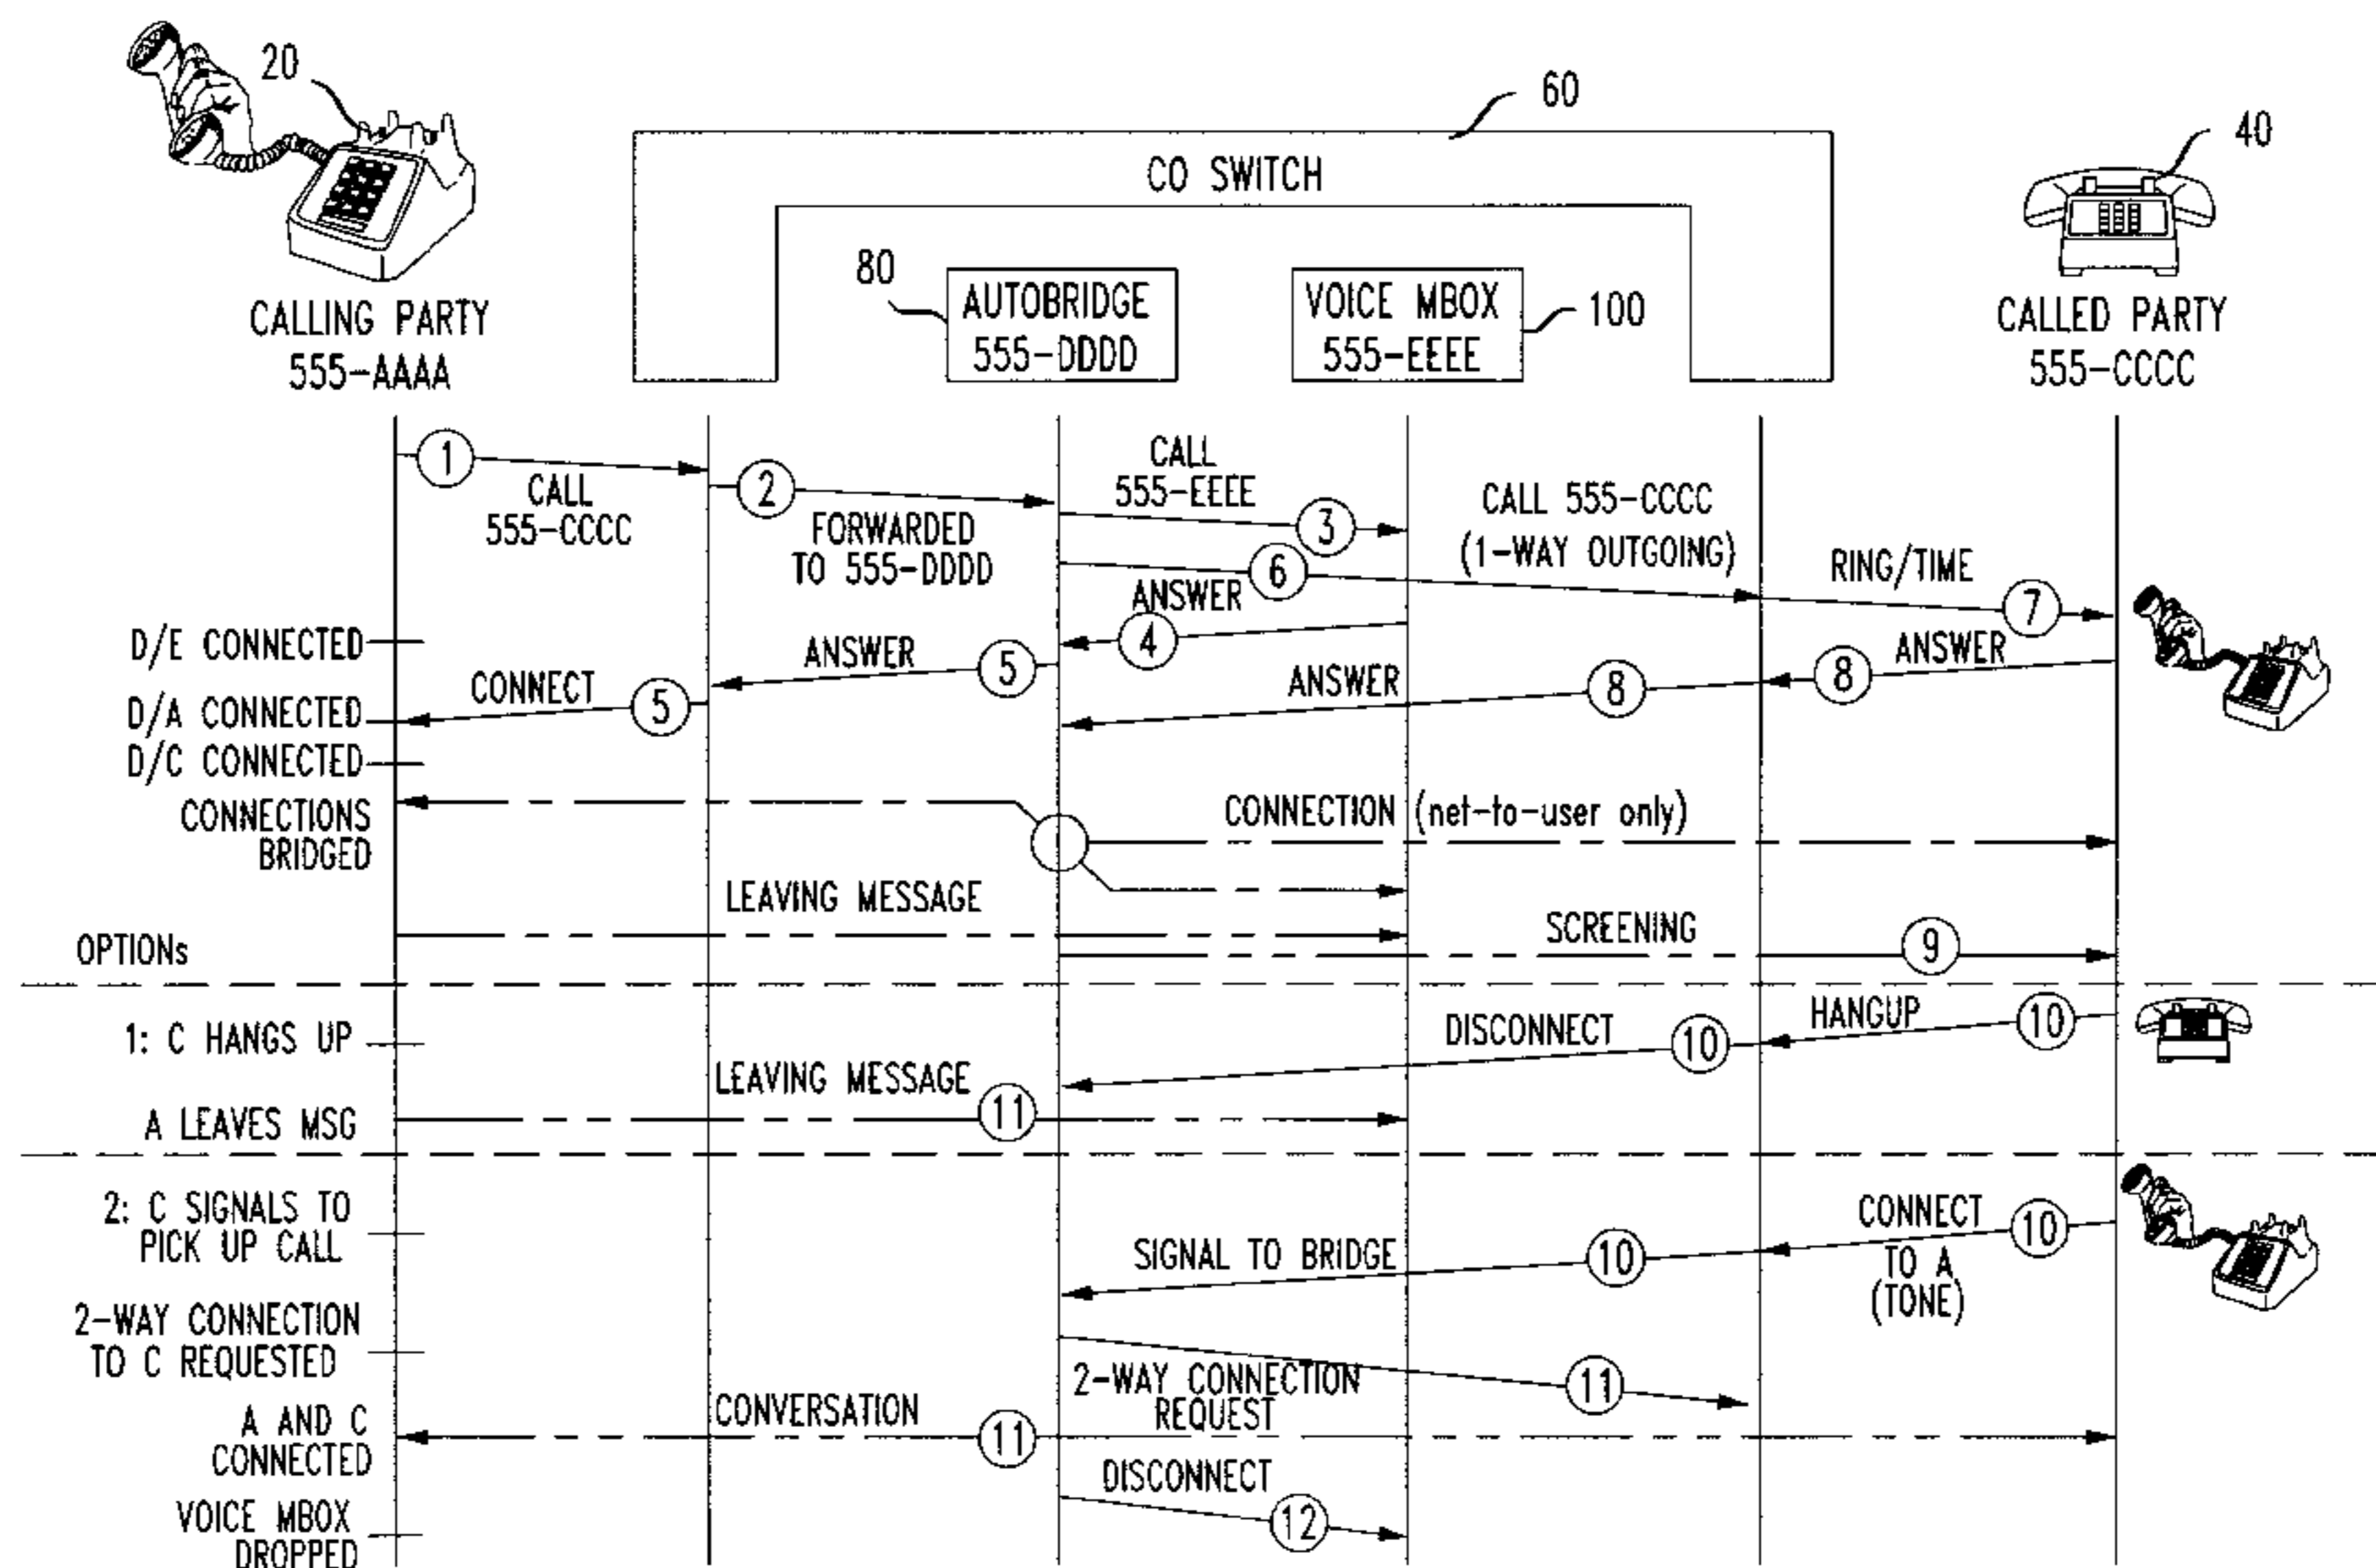 20
60
40
CO SWITCH
80
AUTOBRIDGE
555-DDDD
VOICE MBOX
555-EEEE
100
CALLING PARTY
555-AAAA
CALLED PARTY
555-CCCC
1
CALL
555-CCCC
2
FORWARDED
TO 555-DDDD
CALL
555-EEEE
3
CALL 555-CCCC
(1-WAY OUTGOING)
6
RING/TIME
7
ANSWER
4
D/E CONNECTED
ANSWER
5
ANSWER
8
ANSWER
8
CONNECT
5
D/A CONNECTED
D/C CONNECTED
CONNECTIONS
BRIDGED
CONNECTION (net-to-user only)
LEAVING MESSAGE
SCREENING
9
OPTIONs
1: C HANGS UP
DISCONNECT
10
HANGUP
10
LEAVING MESSAGE
11
A LEAVES MSG
2: C SIGNALS TO
PICK UP CALL
CONNECT
TO A
(TONE)
10
SIGNAL TO BRIDGE
10
2-WAY CONNECTION
TO C REQUESTED
2-WAY CONNECTION
REQUEST
11
A AND C
CONNECTED
CONVERSATION
11
DISCONNECT
12
VOICE MBOX
DROPPED